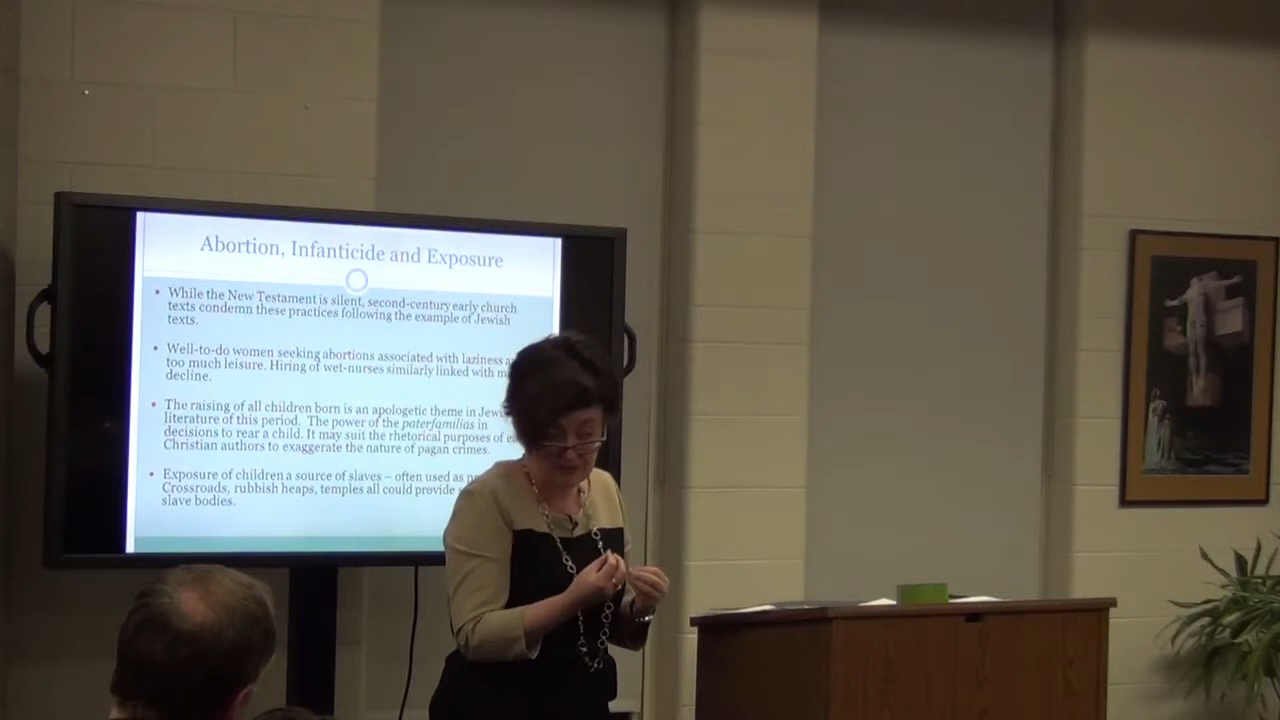 Abortion, Infanticide and Exposure
• While the New Testament is silent, second-century early church
texts condemn these practices following the example of Jewish
texts.
• Well-to-do women seeking abortions associated with laziness
too much leisure. Hiring of wet-nurses similarly linked with
decline.
• The raising of all children born is an apologetic theme in
literature of this period. The power of the paterfamilias in
decisions to rear a child. It may suit the rhetorical purposes of
Christian authors to exaggerate the nature of pagan crimes.
• Exposure of children a source of slaves – often used as
Crossroads, rubbish heaps, temples all could provide
slave bodies.